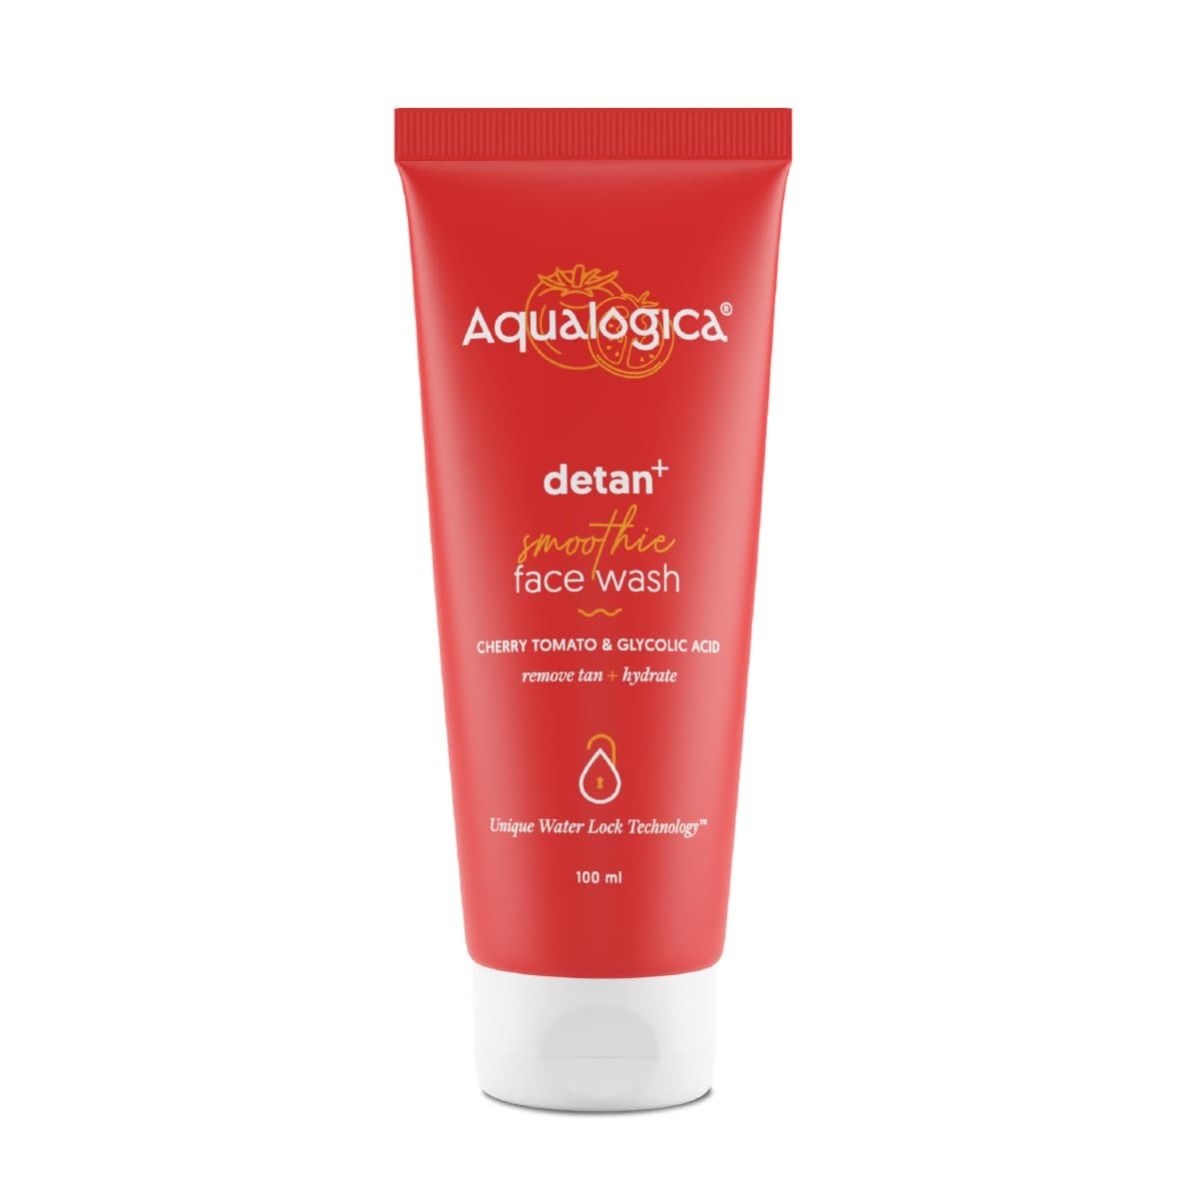 Aqualogica®
detan+
smoothie
face wash
CHERRY TOMATO & GLYCOLIC ACID
remove tan + hydrate
Unique Water Lock Technology™
100 ml